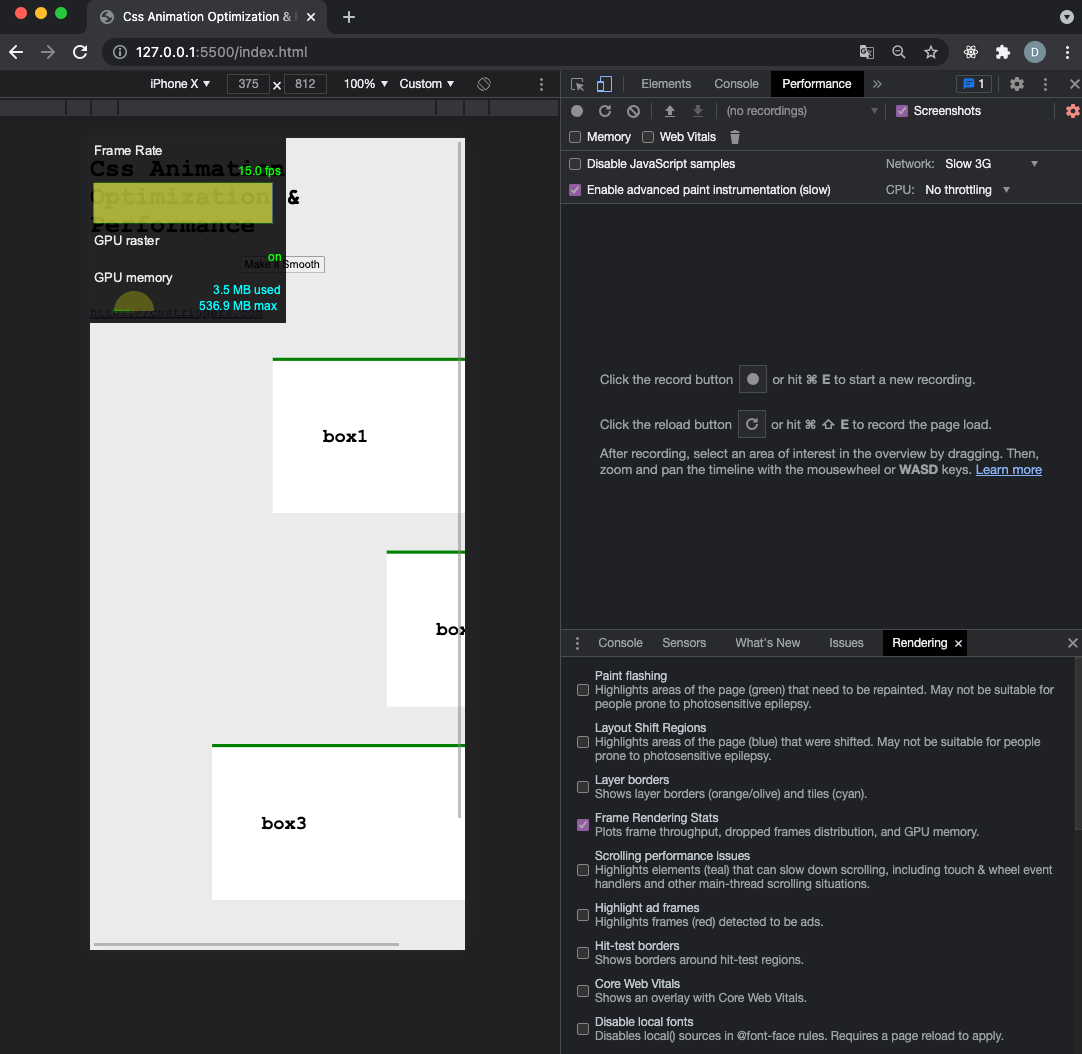 Css Animation Optimization &
127.0.0.1:5500/index.html
D
iPhone X ▼ 375 x 812 100% ▼ Custom ▼
Elements Console Performance » 1
(no recordings) Screenshots
Memory Web Vitals
Disable JavaScript samples Network: Slow 3G
Enable advanced paint instrumentation (slow) CPU: No throttling
Frame Rate
15.0 fps
Css Animation
Optimization &
Performance
GPU raster
on
Make it Smooth
GPU memory
3.5 MB used
536.9 MB max
box1
box
box3
Click the record button or hit ⌘ E to start a new recording.
Click the reload button or hit ⌘ ⇧ E to record the page load.
After recording, select an area of interest in the overview by dragging. Then,
zoom and pan the timeline with the mousewheel or WASD keys. Learn more
Console Sensors What's New Issues Rendering ×
Paint flashing
Highlights areas of the page (green) that need to be repainted. May not be suitable for
people prone to photosensitive epilepsy.
Layout Shift Regions
Highlights areas of the page (blue) that were shifted. May not be suitable for people
prone to photosensitive epilepsy.
Layer borders
Shows layer borders (orange/olive) and tiles (cyan).
Frame Rendering Stats
Plots frame throughput, dropped frames distribution, and GPU memory.
Scrolling performance issues
Highlights elements (teal) that can slow down scrolling, including touch & wheel event
handlers and other main-thread scrolling situations.
Highlight ad frames
Highlights frames (red) detected to be ads.
Hit-test borders
Shows borders around hit-test regions.
Core Web Vitals
Shows an overlay with Core Web Vitals.
Disable local fonts
Disables local() sources in @font-face rules. Requires a page reload to apply.